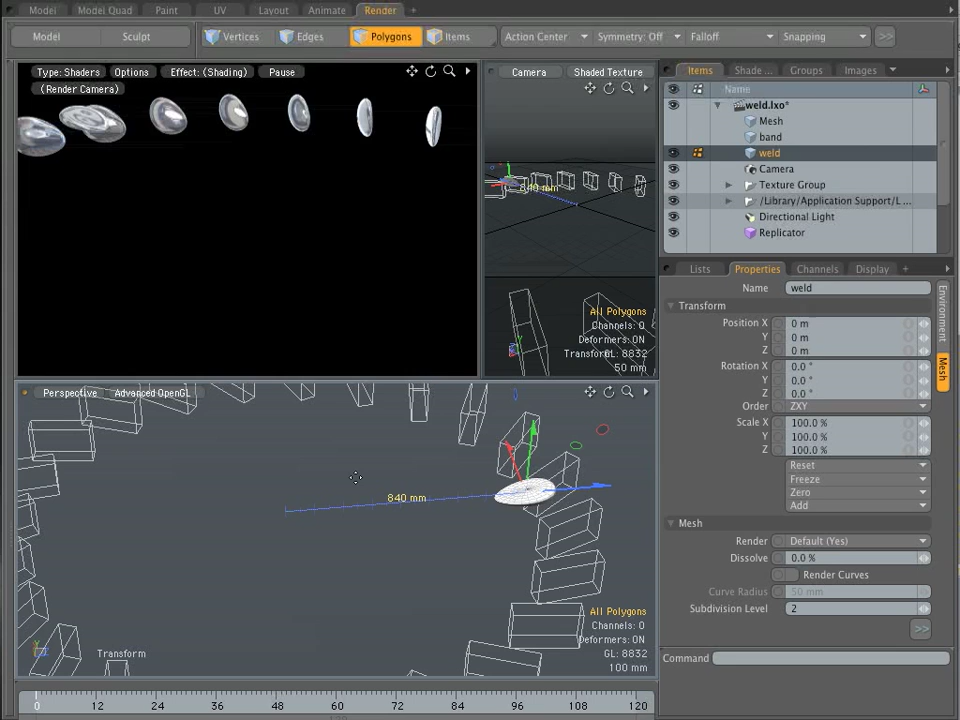 Model Model Quad Paint UV Layout Animate Render +
Model Sculpt Vertices Edges Polygons Items Action Center Symmetry: Off Falloff Snapping >>
Type: Shaders Options Effect: (Shading) Pause
(Render Camera)
Camera Shaded Texture
840 mm
All Polygons
Channels: 0
Deformers: ON
GL: 8832
50 mm
Perspective Advanced OpenGL
840 mm
All Polygons
Channels: 0
Deformers: ON
GL: 8832
100 mm
Transform
0 12 24 36 48 60 72 84 96 108 120
Items Shade ... Groups Images
Name
weld.lxo*
Mesh
band
weld
Camera
Texture Group
/Library/Application Support/L ...
Directional Light
Replicator
Lists Properties Channels Display +
Name weld
Transform
Position X 0 m
Y 0 m
Z 0 m
Rotation X 0.0 °
Y 0.0 °
Z 0.0 °
Order ZXY
Scale X 100.0 %
Y 100.0 %
Z 100.0 %
Reset
Freeze
Zero
Add
Mesh
Render Default (Yes)
Dissolve 0.0 %
Render Curves
Curve Radius 50 mm
Subdivision Level 2
>>
Command
Environment
Mesh